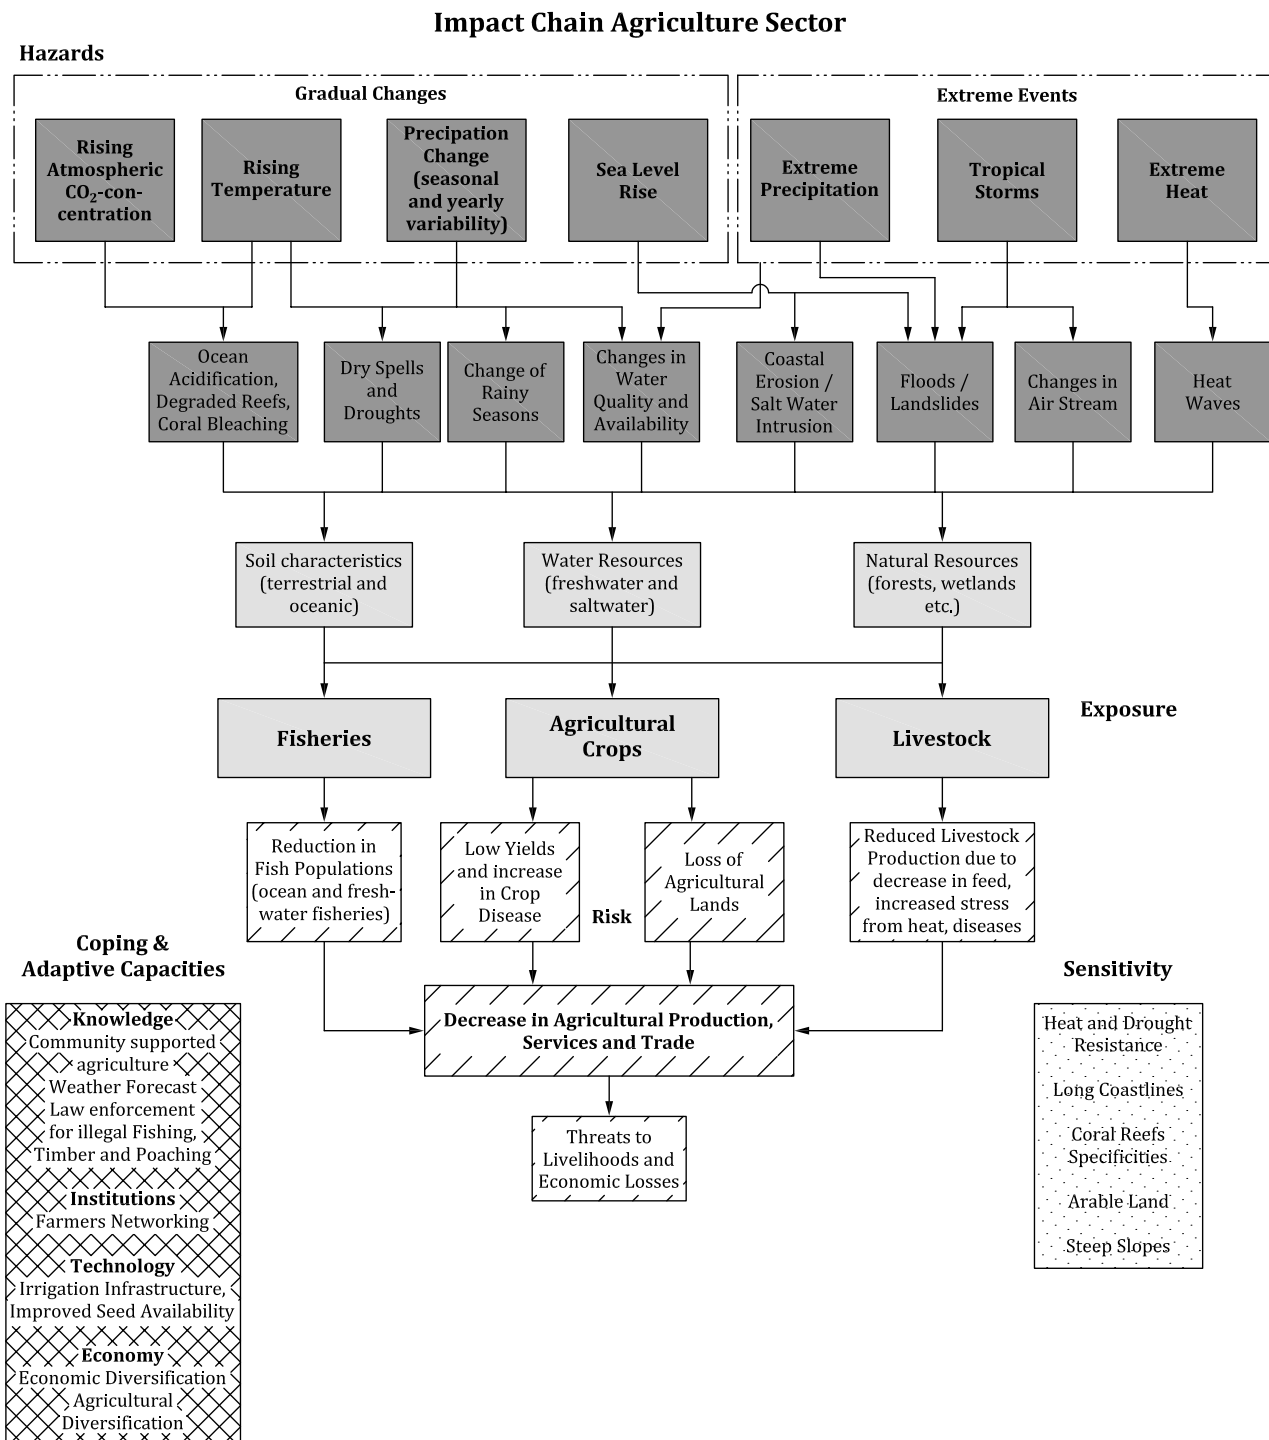 Impact Chain Agriculture Sector
Hazards
Gradual Changes
Extreme Events
Rising
Atmospheric
CO₂-con-
centration
Rising
Temperature
Precipation
Change
(seasonal
and yearly
variability)
Sea Level
Rise
Extreme
Precipitation
Tropical
Storms
Extreme
Heat
Ocean
Acidification,
Degraded Reefs,
Coral Bleaching
Dry Spells
and
Droughts
Change of
Rainy
Seasons
Changes in
Water
Quality and
Availability
Coastal
Erosion /
Salt Water
Intrusion
Floods /
Landslides
Changes in
Air Stream
Heat
Waves
Soil characteristics
(terrestrial and
oceanic)
Water Resources
(freshwater and
saltwater)
Natural Resources
(forests, wetlands
etc.)
Fisheries
Agricultural
Crops
Livestock
Exposure
Reduction in
Fish Populations
(ocean and fresh-
water fisheries)
Low Yields
and increase
in Crop
Disease
Risk
Loss of
Agricultural
Lands
Reduced Livestock
Production due to
decrease in feed,
increased stress
from heat, diseases
Coping &
Adaptive Capacities
Sensitivity
Decrease in Agricultural Production,
Services and Trade
Threats to
Livelihoods and
Economic Losses
Knowledge
Community supported
agriculture
Weather Forecast
Law enforcement
for illegal Fishing,
Timber and Poaching
Institutions
Farmers Networking
Technology
Irrigation Infrastructure,
Improved Seed Availability
Economy
Economic Diversification
Agricultural
Diversification
Heat and Drought
Resistance
Long Coastlines
Coral Reefs
Specificities
Arable Land
Steep Slopes